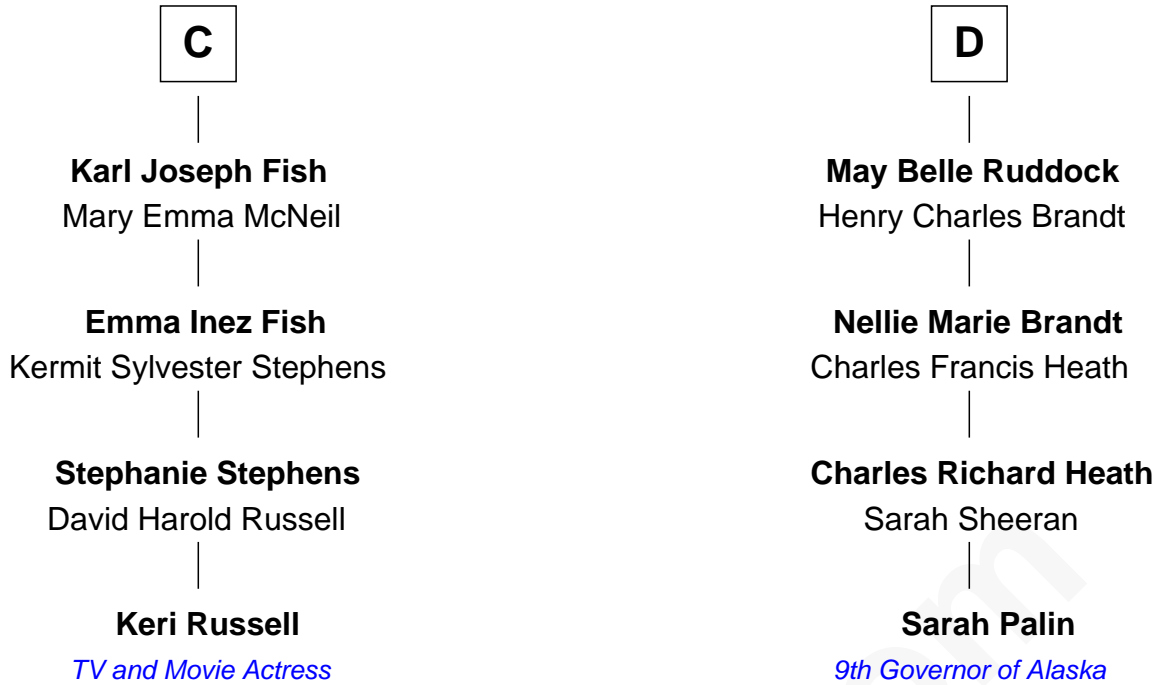 C
Karl Joseph Fish
Mary Emma McNeil
Emma Inez Fish
Kermit Sylvester Stephens
Stephanie Stephens
David Harold Russell
Keri Russell
TV and Movie Actress
D
May Belle Ruddock
Henry Charles Brandt
Nellie Marie Brandt
Charles Francis Heath
Charles Richard Heath
Sarah Sheeran
Sarah Palin
9th Governor of Alaska
om